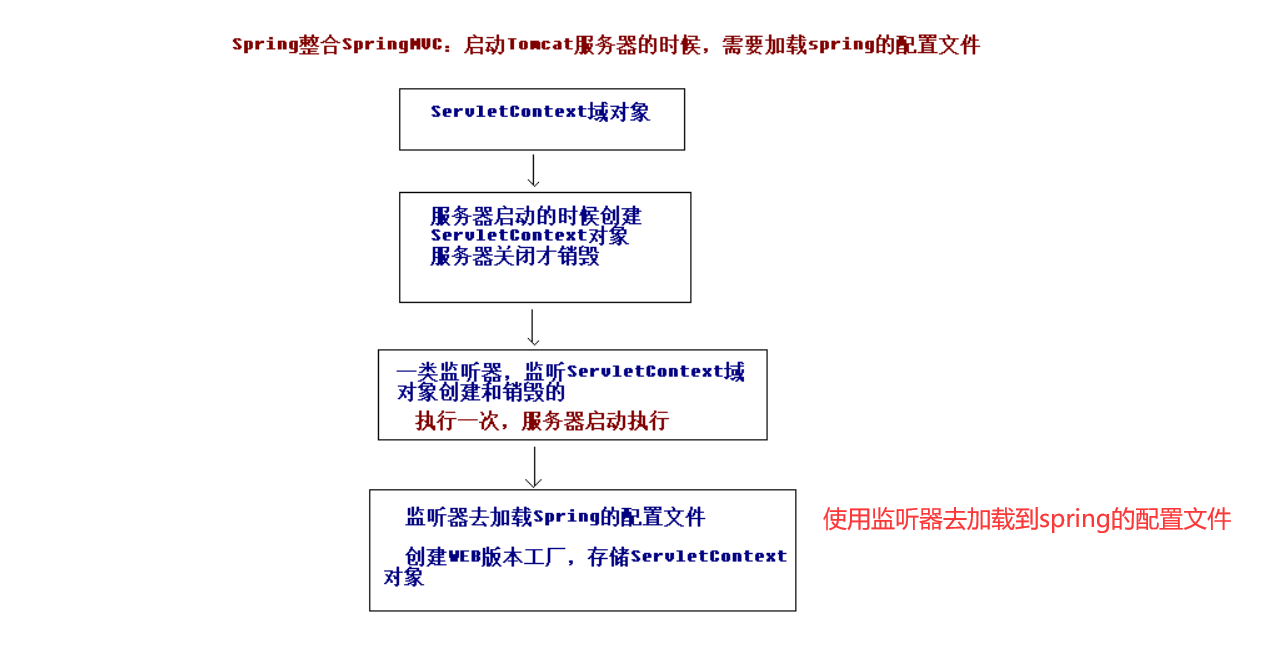 Spring整合SpringMVC：启动Tomcat服务器的时候，需要加载spring的配置文件
ServletContext域对象
服务器启动的时候创建
ServletContext对象
服务器关闭才销毁
一类监听器，监听ServletContext域
对象创建和销毁的
执行一次，服务器启动执行
监听器去加载Spring的配置文件
使用监听器去加载到spring的配置文件
创建WEB版本工厂，存储ServletContext
对象